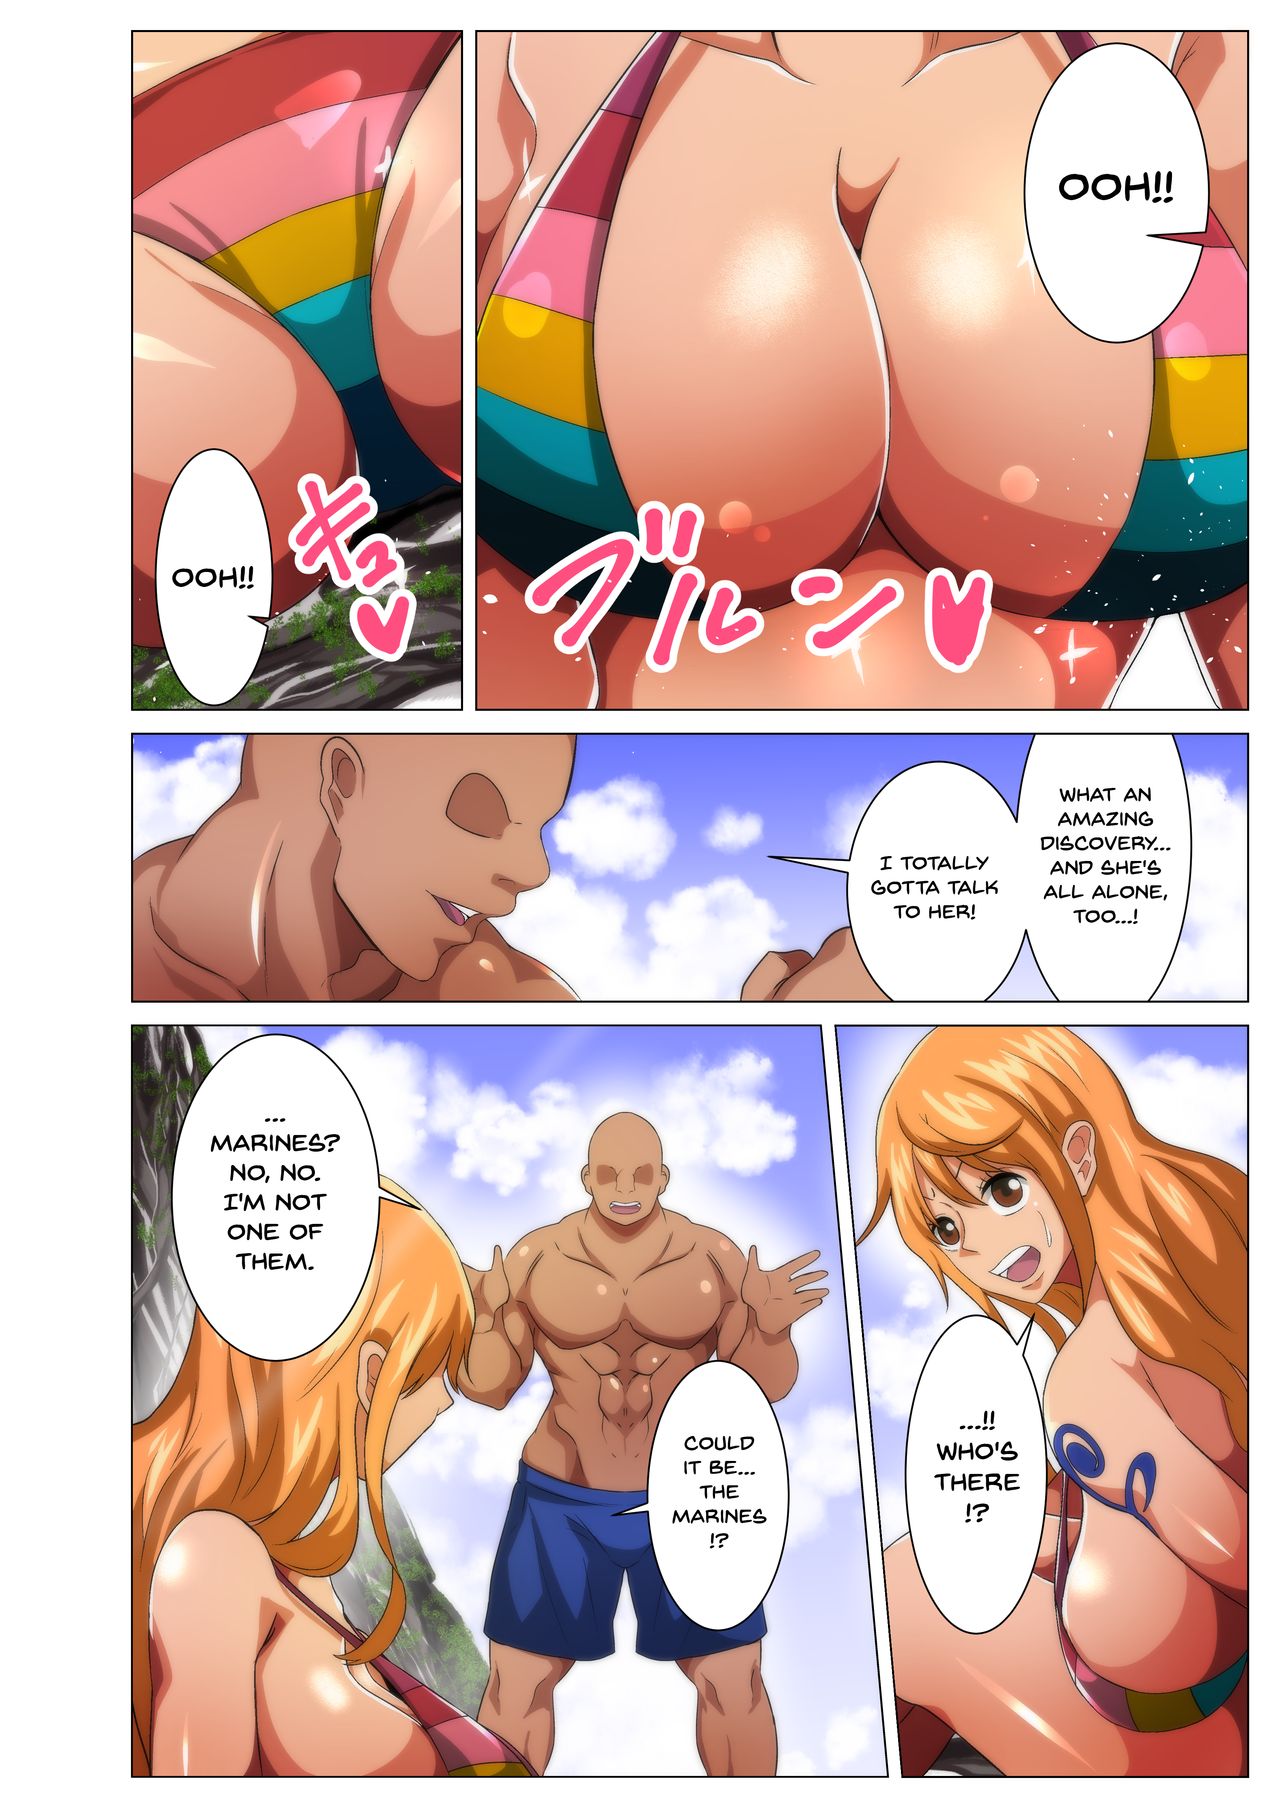 OOH!!
ブルン♥
OOH!!
キュ♥
WHAT AN
AMAZING
DISCOVERY...
AND SHE'S
ALL ALONE,
TOO...!
I TOTALLY
GOTTA TALK
TO HER!
...!!
WHO'S
THERE
!?
COULD
IT BE...
THE
MARINES
!?
...
MARINES?
NO, NO.
I'M NOT
ONE OF
THEM.